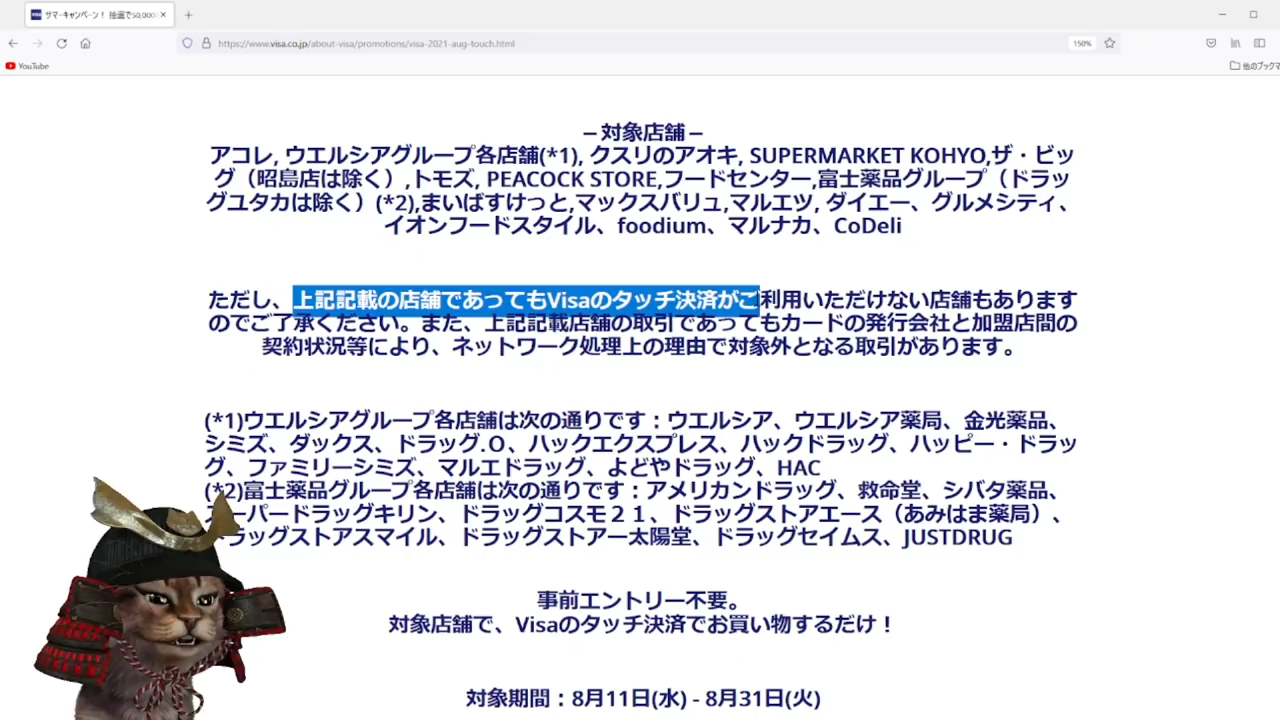 サマーキャンペーン! 抽選で50,000
https://www.visa.co.jp/about-visa/promotions/visa-2021-aug-touch.html
150%
YouTube
他のブックマ
– 対象店舗 –
アコレ, ウエルシアグループ各店舗(*1), クスリのアオキ, SUPERMARKET KOHYO,ザ・ビッ
グ（昭島店は除く）,トモズ, PEACOCK STORE,フードセンター,富士薬品グループ（ドラッ
グユタカは除く）(*2),まいばすけっと,マックスバリュ,マルエツ, ダイエー、グルメシティ、
イオンフードスタイル、foodium、マルナカ、CoDeli
ただし、上記記載の店舗であってもVisaのタッチ決済がご利用いただけない店舗もあります
のでご了承ください。また、上記記載店舗の取引であってもカードの発行会社と加盟店間の
契約状況等により、ネットワーク処理上の理由で対象外となる取引があります。
(*1)ウエルシアグループ各店舗は次の通りです：ウエルシア、ウエルシア薬局、金光薬品、
シミズ、ダックス、ドラッグ.Ｏ、ハックエクスプレス、ハックドラッグ、ハッピー・ドラッ
グ、ファミリーシミズ、マルエドラッグ、よどやドラッグ、HAC
(*2)富士薬品グループ各店舗は次の通りです：アメリカンドラッグ、救命堂、シバタ薬品、
ーパードラッグキリン、ドラッグコスモ２１、ドラッグストアエース（あみはま薬局）、
ラッグストアスマイル、ドラッグストアー太陽堂、ドラッグセイムス、JUSTDRUG
事前エントリー不要。
対象店舗で、Visaのタッチ決済でお買い物するだけ！
対象期間：8月11日(水) - 8月31日(火)